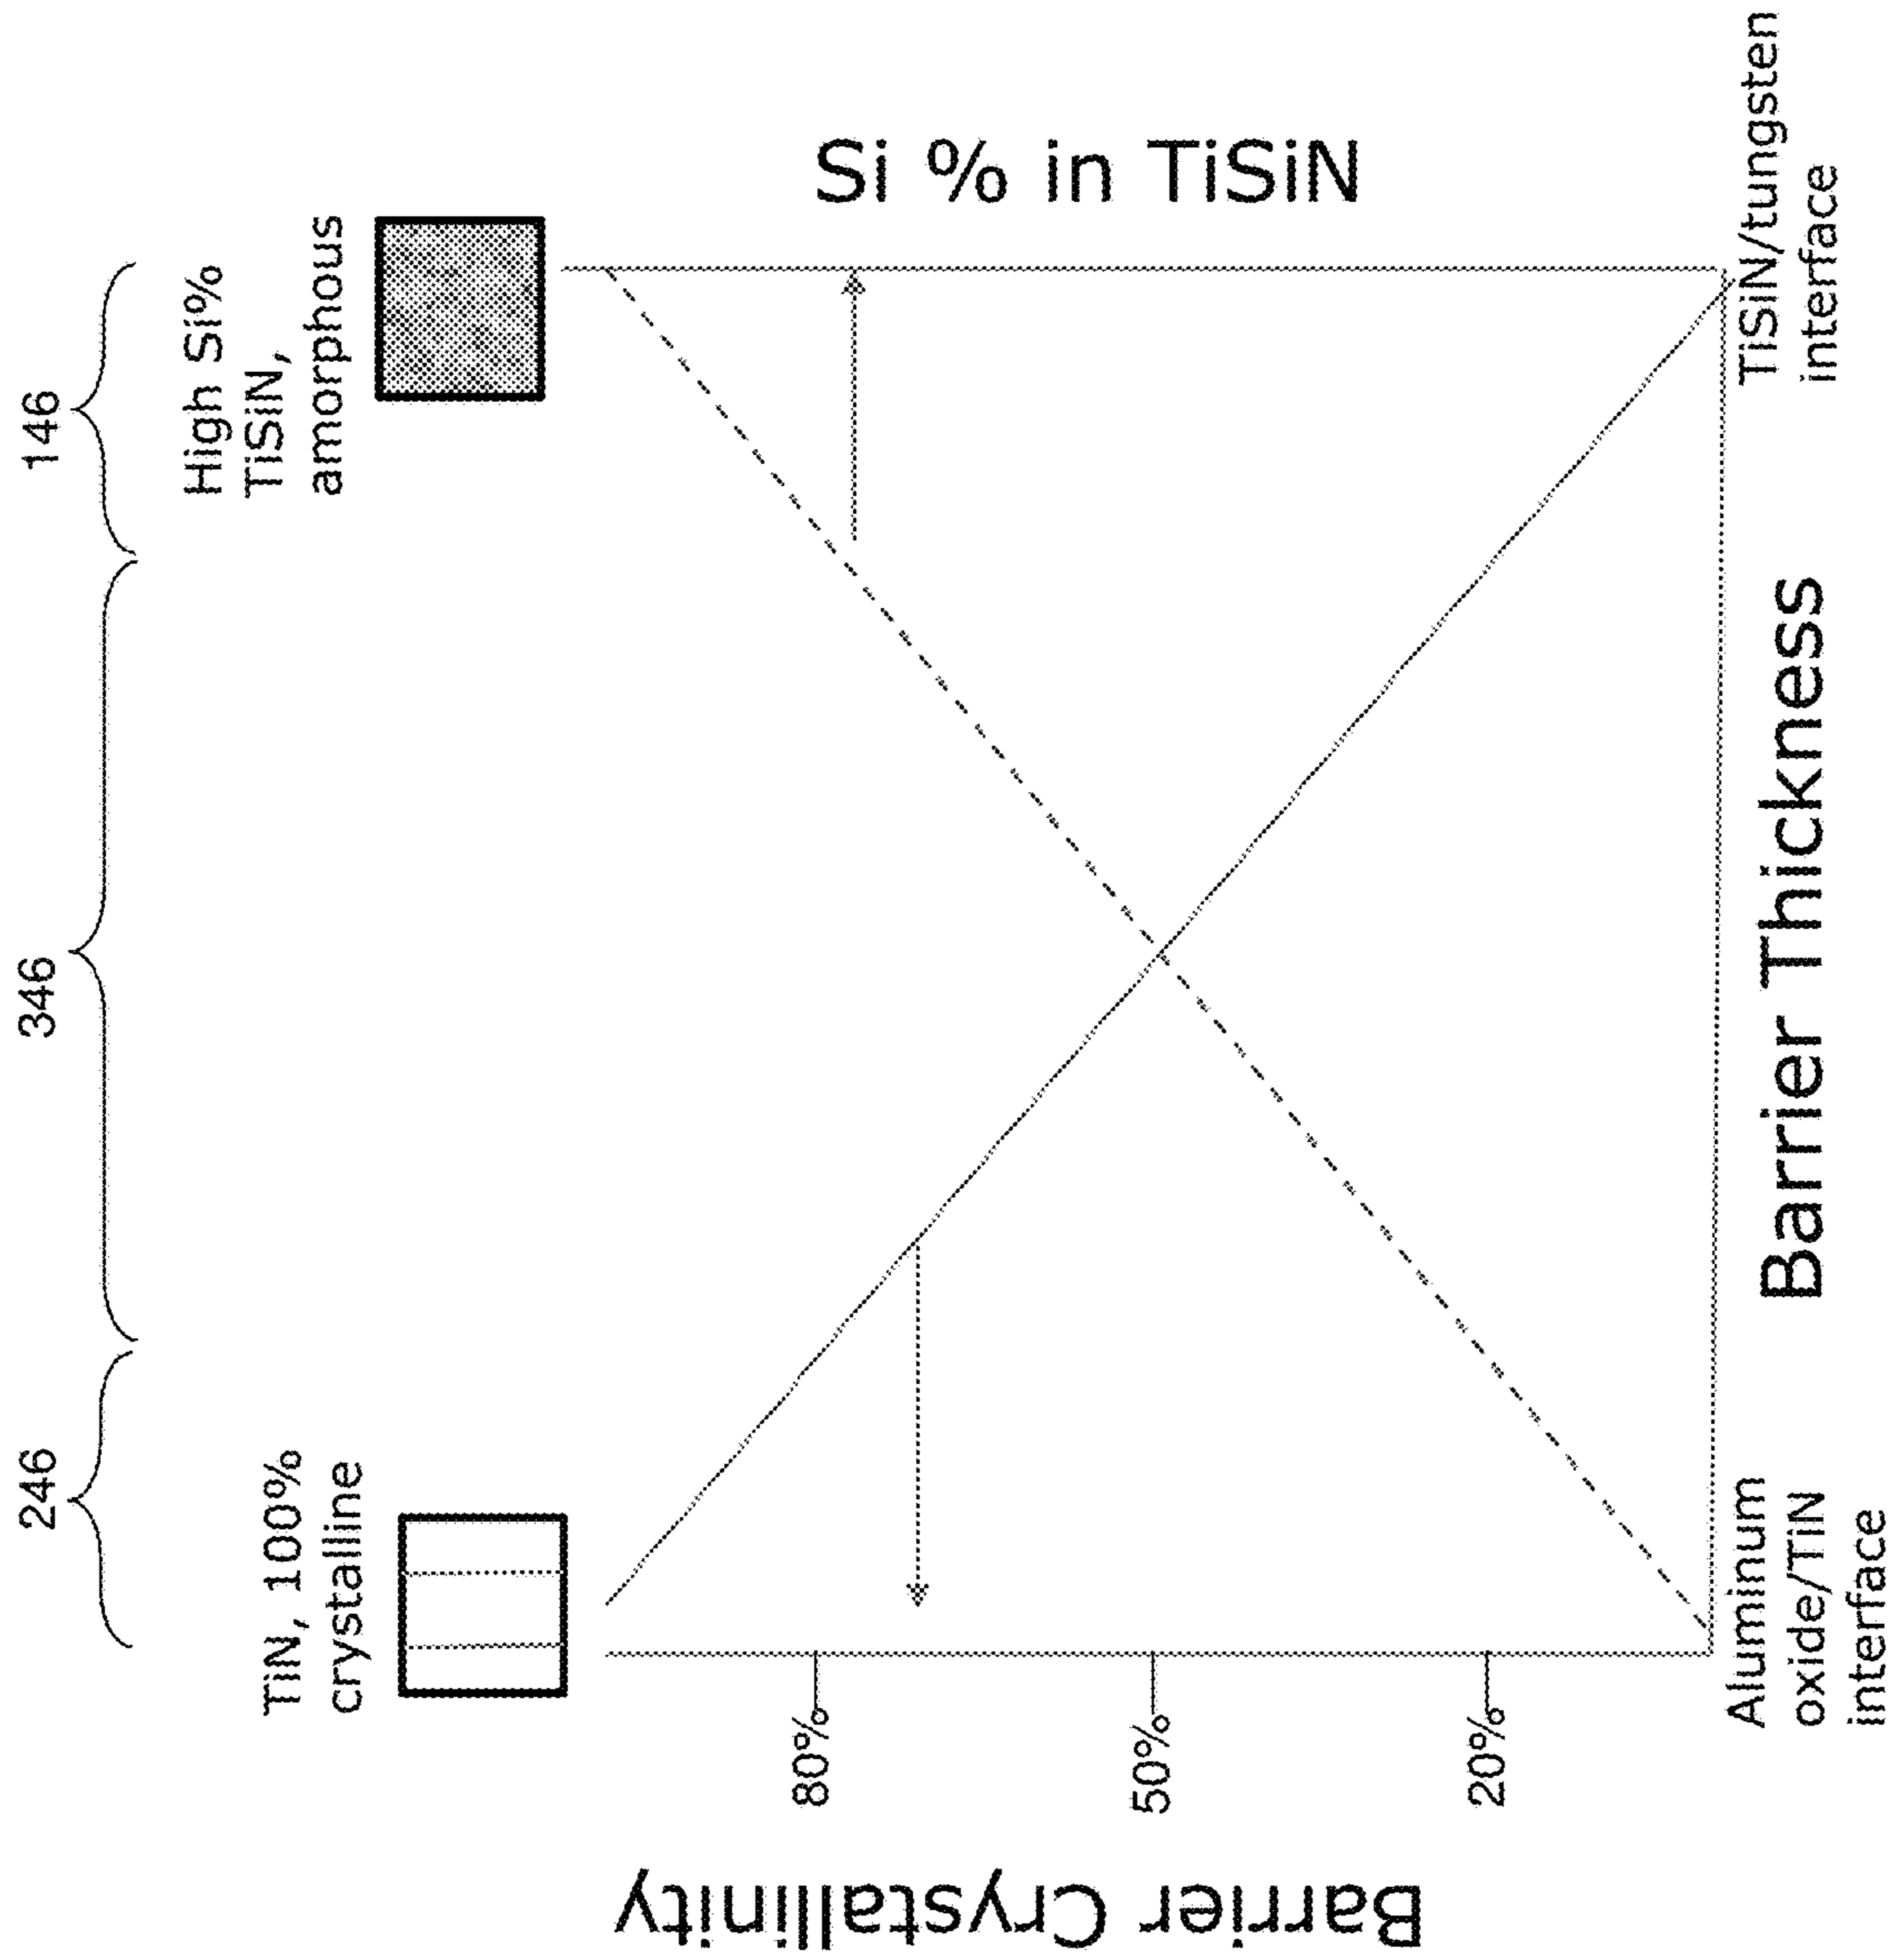 246
346
146
TiN, 100%
crystalline
High Si%
TiSiN,
amorphous
Barrier Crystallinity
80%
50%
20%
Si % in TiSiN
Aluminum
oxide/TiN
interface
Barrier Thickness
TiSiN/tungsten
interface